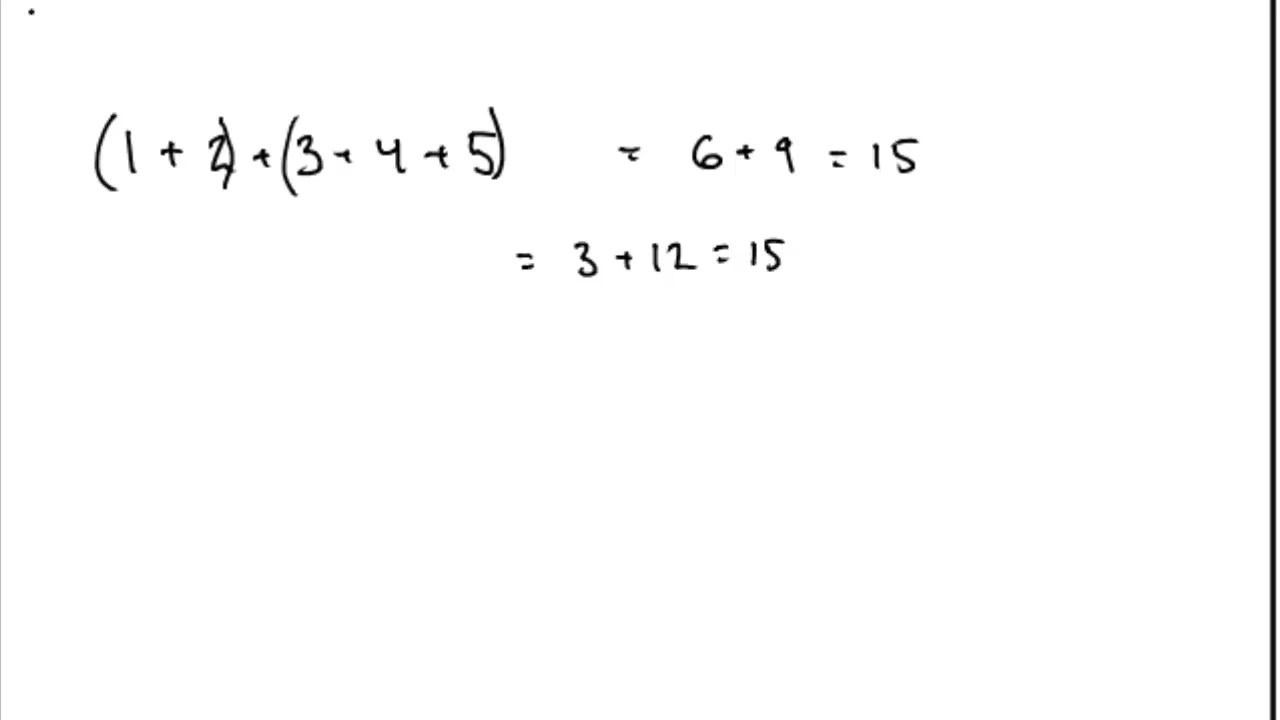 (1 + 2) + (3 + 4 + 5) = 6 + 9 = 15
= 3 + 12 = 15